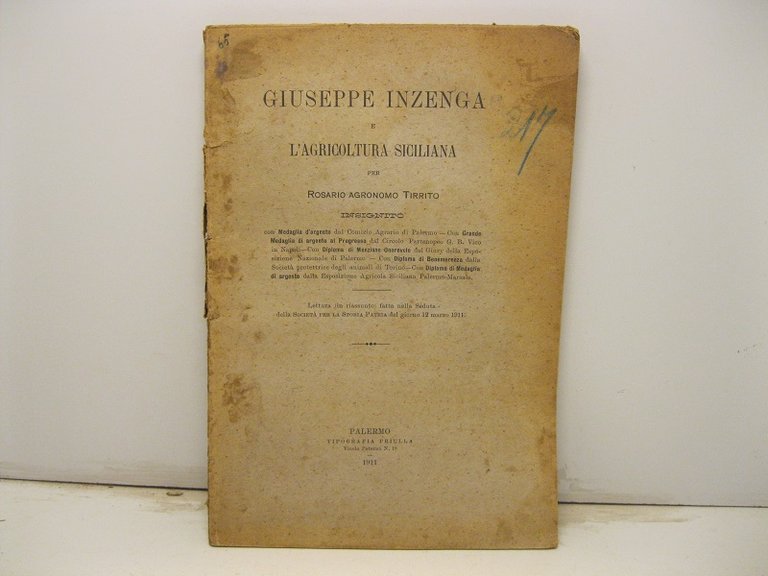 65
217
GIUSEPPE INZENGA
E
L'AGRICOLTURA SICILIANA
PER
ROSARIO AGRONOMO TIRRITO
INSIGNITO
con Medaglia d'argento dal Comizio Agrario di Palermo — Con Grande
Medaglia di argento al Progresso dal Circolo Partenopeo G. B. Vico
in Napoli — Con Diploma di Menzione Onorevole dal Giury della Espo-
sizione Nazionale di Palermo — Con Diploma di Benemerenza dalla
Società protettrice degli animali di Torino — Con Diploma di Medaglia
di argento dalla Esposizione Agricola Siciliana Palermo-Marsala.
Lettura (in riassunto) fatta nella Seduta
della SOCIETÀ PER LA STORIA PATRIA del giorno 12 marzo 1911.
PALERMO
TIPOGRAFIA PRIULLA
Vicolo Paterna N. 18
1911